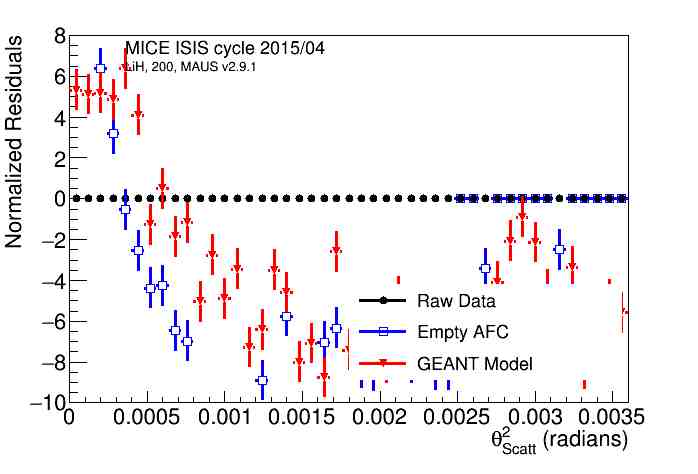 MICE ISIS cycle 2015/04
LiH, 200, MAUS v2.9.1
Normalized Residuals
8
6
4
2
0
−2
−4
−6
−8
−10
Raw Data
Empty AFC
GEANT Model
0 0.0005 0.001 0.0015 0.002 0.0025 0.003 0.0035
θ²Scatt (radians)